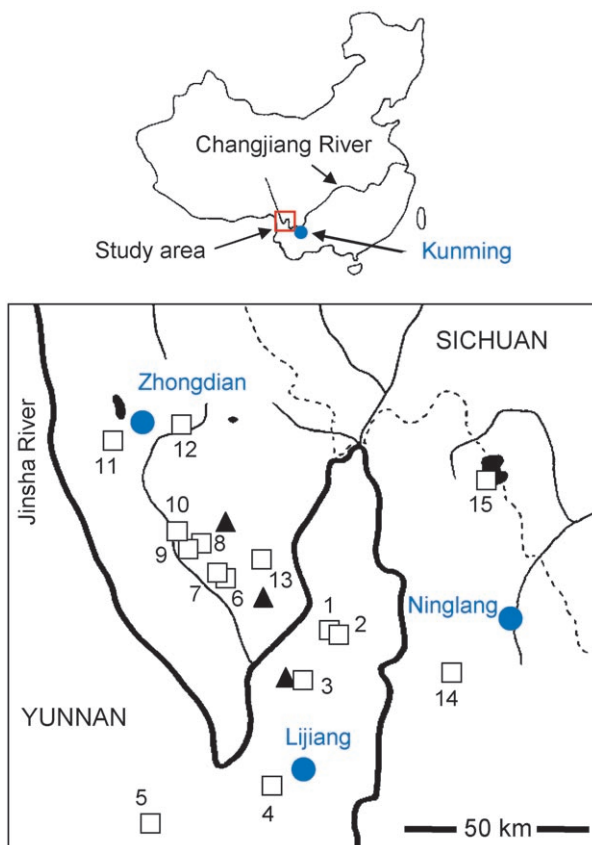 Changjiang River
Study area
Kunming
SICHUAN
Zhongdian
Jinsha River
12
11
15
10
8
9
13
7
6
1
2
Ninglang
3
14
YUNNAN
Lijiang
4
5
50 km